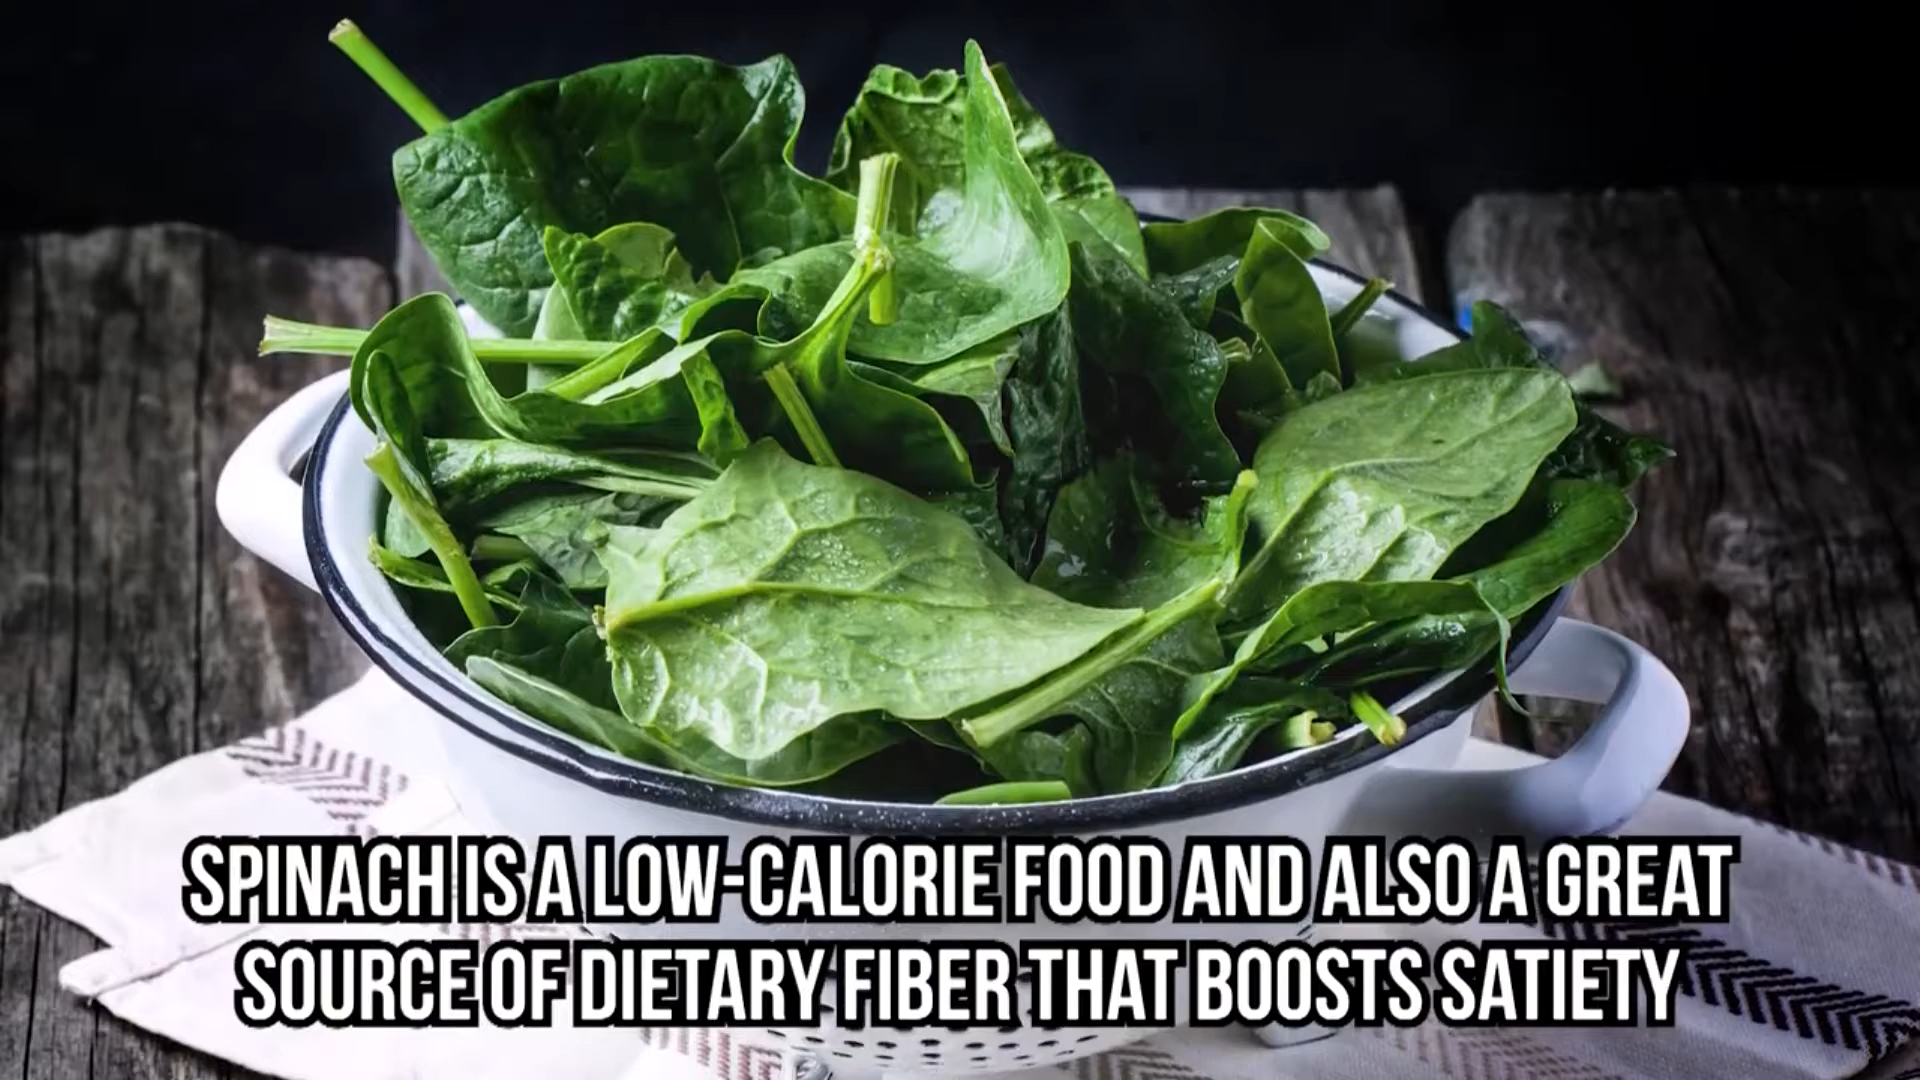 SPINACH IS A LOW-CALORIE FOOD AND ALSO A GREAT
SOURCE OF DIETARY FIBER THAT BOOSTS SATIETY